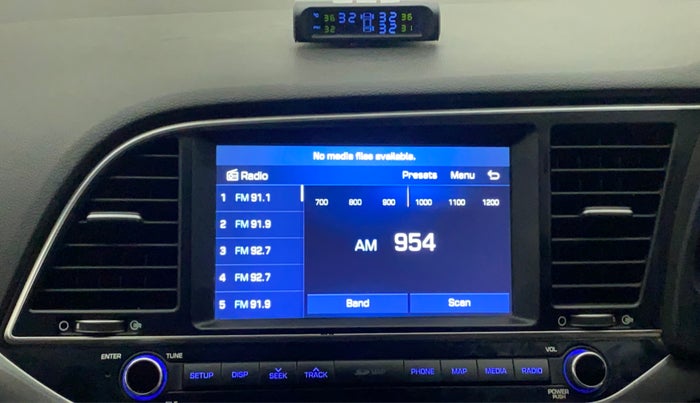 °C 36 32 32 36
PSI 32 32 31
No media files available.
Radio Presets Menu
1 FM 91.1
2 FM 91.9
3 FM 92.7
4 FM 92.7
5 FM 91.9
700 800 900 1000 1100 1200
AM 954
Band Scan
ENTER TUNE
SETUP DISP SEEK TRACK PHONE MAP MEDIA RADIO
VOL
POWER
PUSH